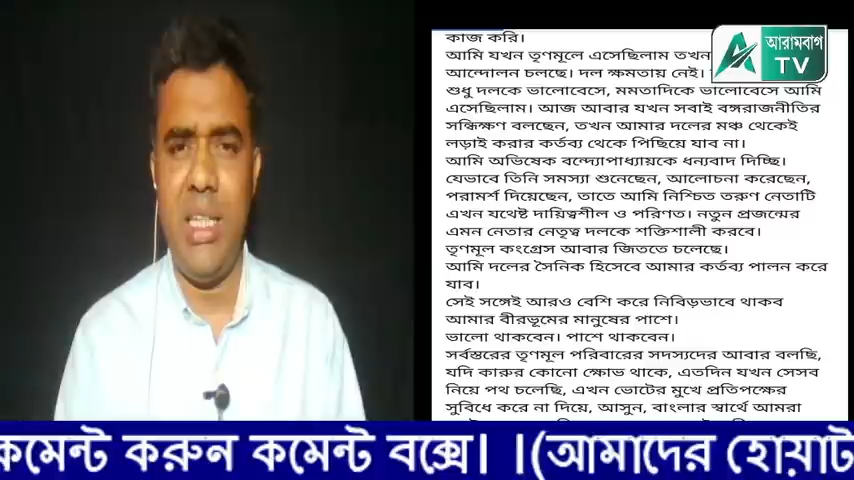 কাজ করি।
আমি যখন তৃণমূলে এসেছিলাম তখন
আন্দোলন চলছে। দল ক্ষমতায় নেই।
শুধু দলকে ভালোবেসে, মমতাদিকে ভালোবেসে আমি
এসেছিলাম। আজ আবার যখন সবাই বঙ্গরাজনীতির
সন্ধিক্ষণ বলছেন, তখন আমার দলের মঞ্চ থেকেই
লড়াই করার কর্তব্য থেকে পিছিয়ে যাব না।
আমি অভিষেক বন্দ্যোপাধ্যায়কে ধন্যবাদ দিচ্ছি।
যেভাবে তিনি সমস্যা শুনেছেন, আলোচনা করেছেন,
পরামর্শ দিয়েছেন, তাতে আমি নিশ্চিত তরুণ নেতাটি
এখন যথেষ্ট দায়িত্বশীল ও পরিণত। নতুন প্রজন্মের
এমন নেতার নেতৃত্ব দলকে শক্তিশালী করবে।
তৃণমূল কংগ্রেস আবার জিততে চলেছে।
আমি দলের সৈনিক হিসেবে আমার কর্তব্য পালন করে
যাব।
সেই সঙ্গেই আরও বেশি করে নিবিড়ভাবে থাকব
আমার বীরভূমের মানুষের পাশে।
ভালো থাকবেন। পাশে থাকবেন।
সর্বস্তরের তৃণমূল পরিবারের সদস্যদের আবার বলছি,
যদি কারুর কোনো ক্ষোভ থাকে, এতদিন যখন সেসব
নিয়ে পথ চলেছি, এখন ভোটের মুখে প্রতিপক্ষের
সুবিধে করে না দিয়ে, আসুন, বাংলার স্বার্থে আমরা
আরামবাগ
TV
কমেন্ট করুন কমেন্ট বক্সে। ।(আমাদের হোয়াট